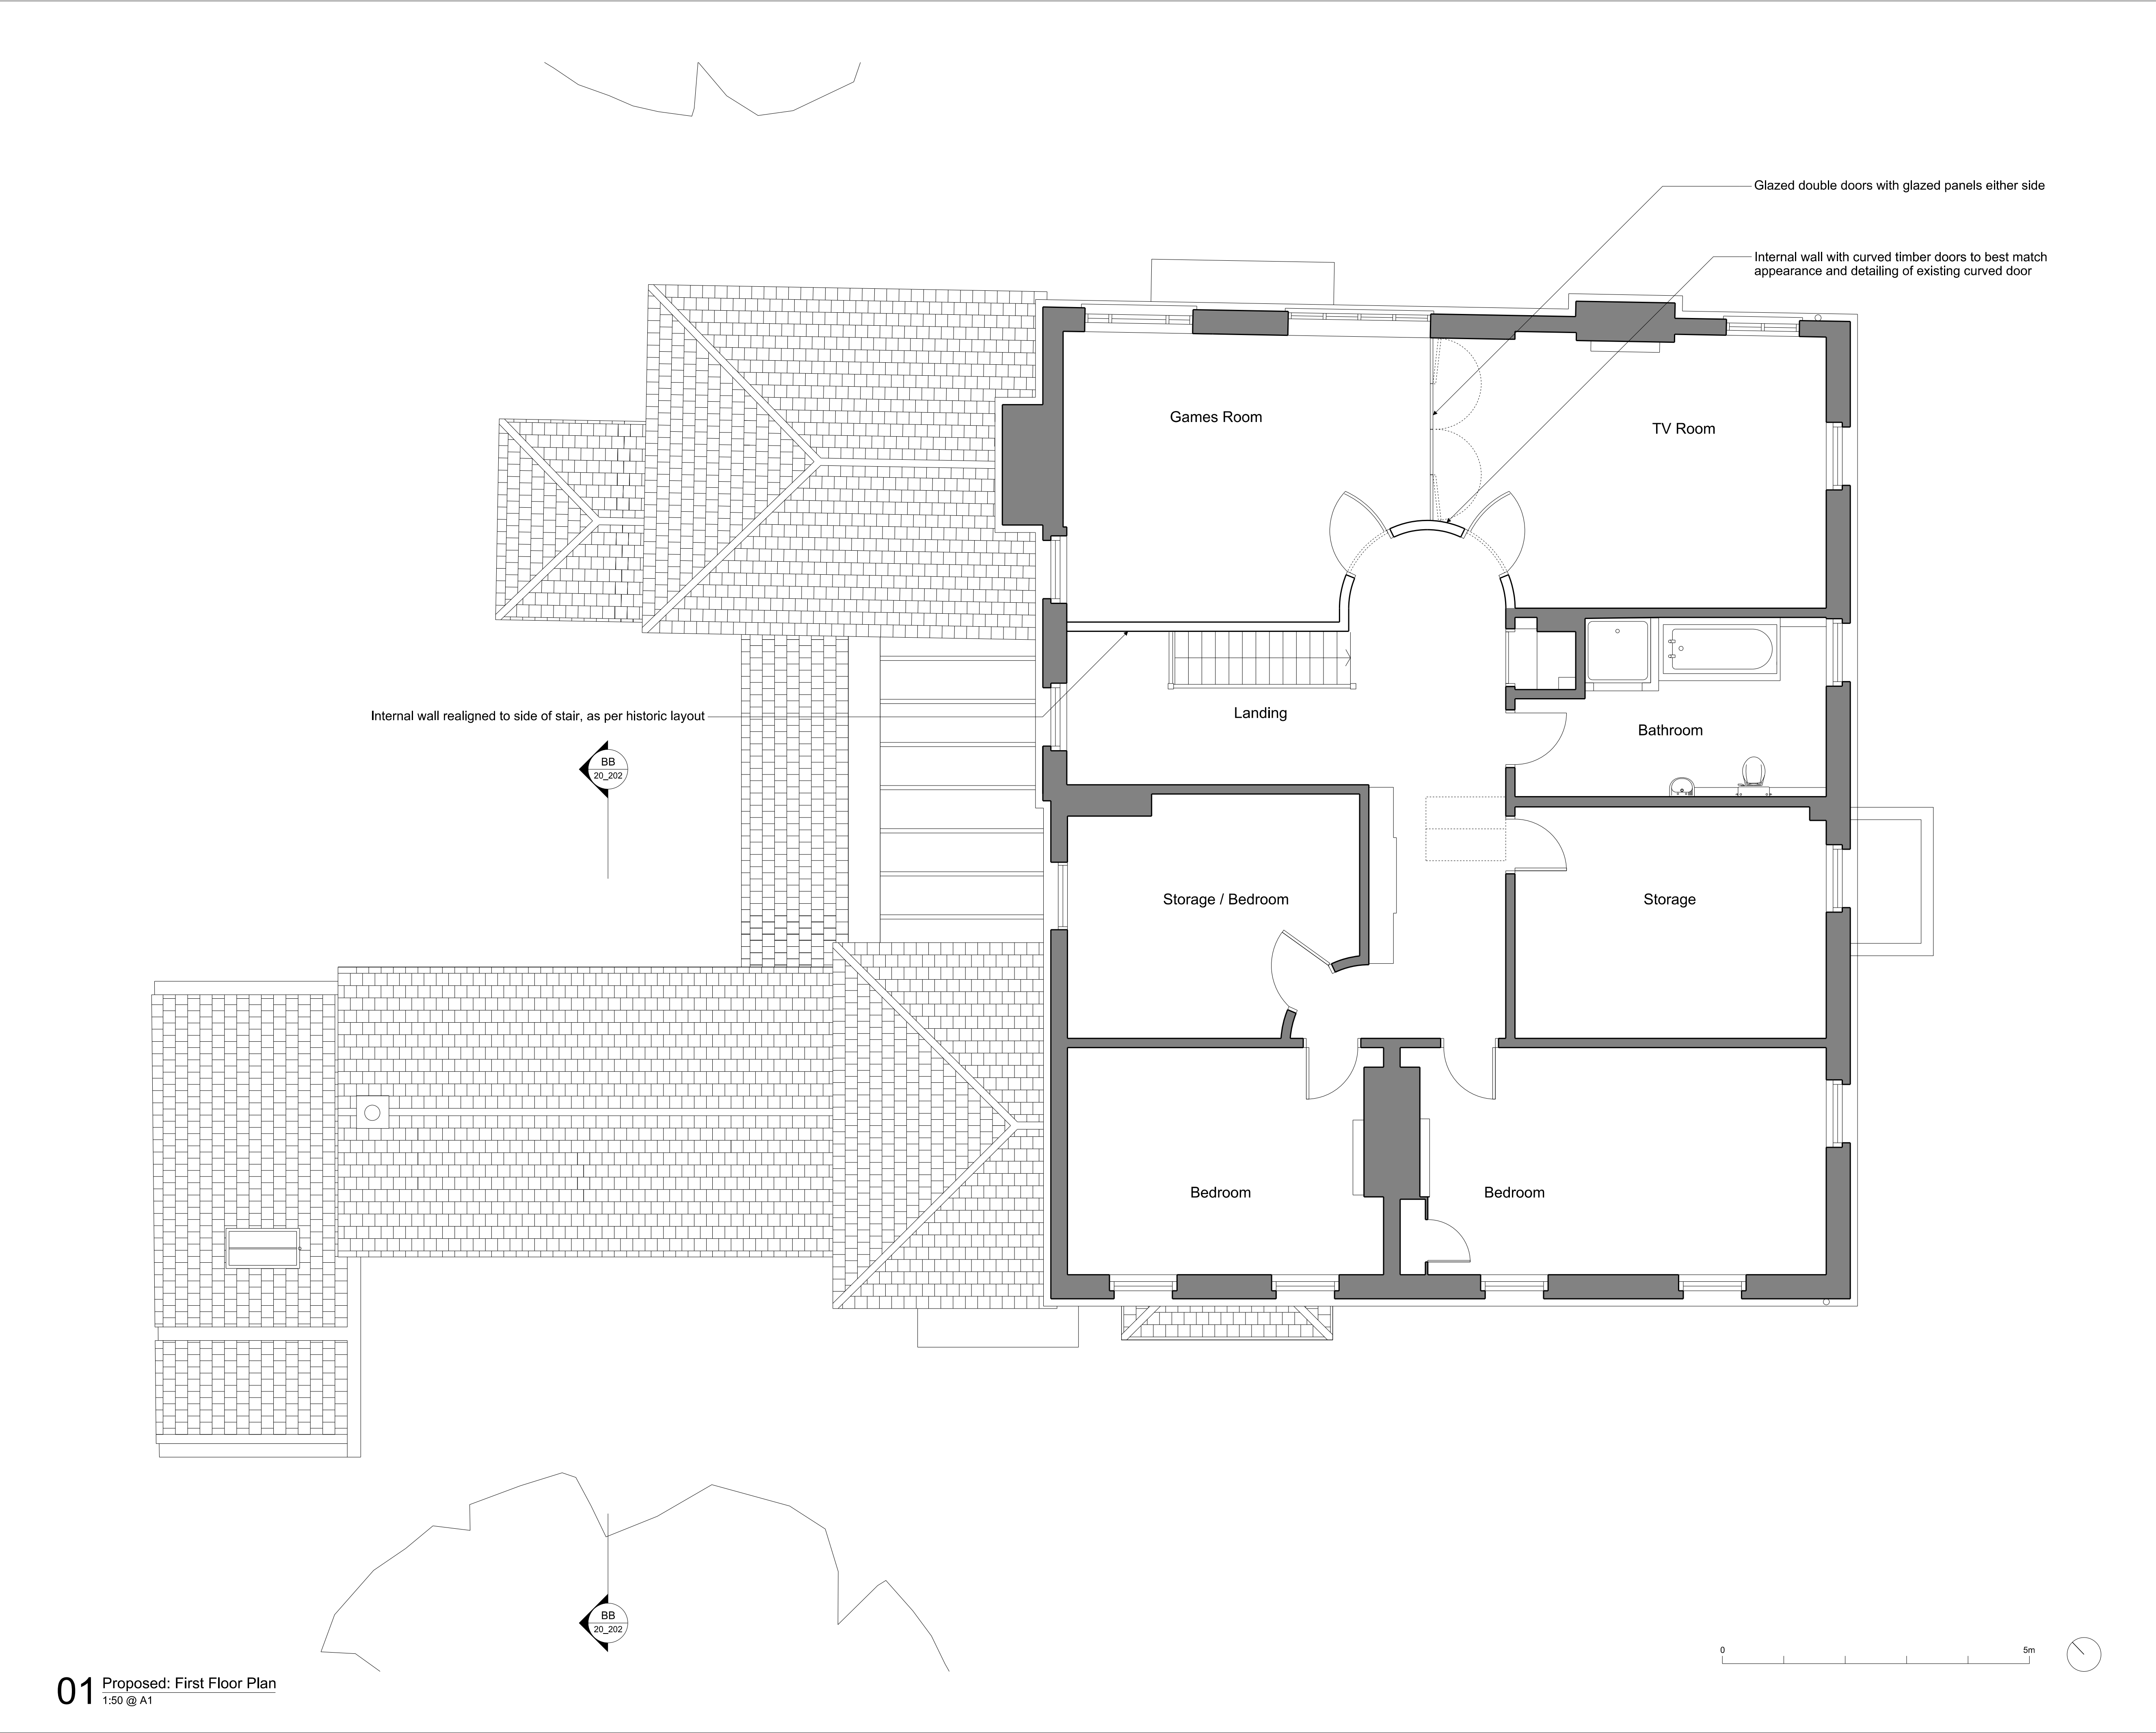 Glazed double doors with glazed panels either side
Internal wall with curved timber doors to best match
appearance and detailing of existing curved door
Games Room
TV Room
Internal wall realigned to side of stair, as per historic layout
Landing
Bathroom
BB
20_202
Storage / Bedroom
Storage
Bedroom
Bedroom
BB
20_202
0
5m
01
Proposed: First Floor Plan
1:50 @ A1